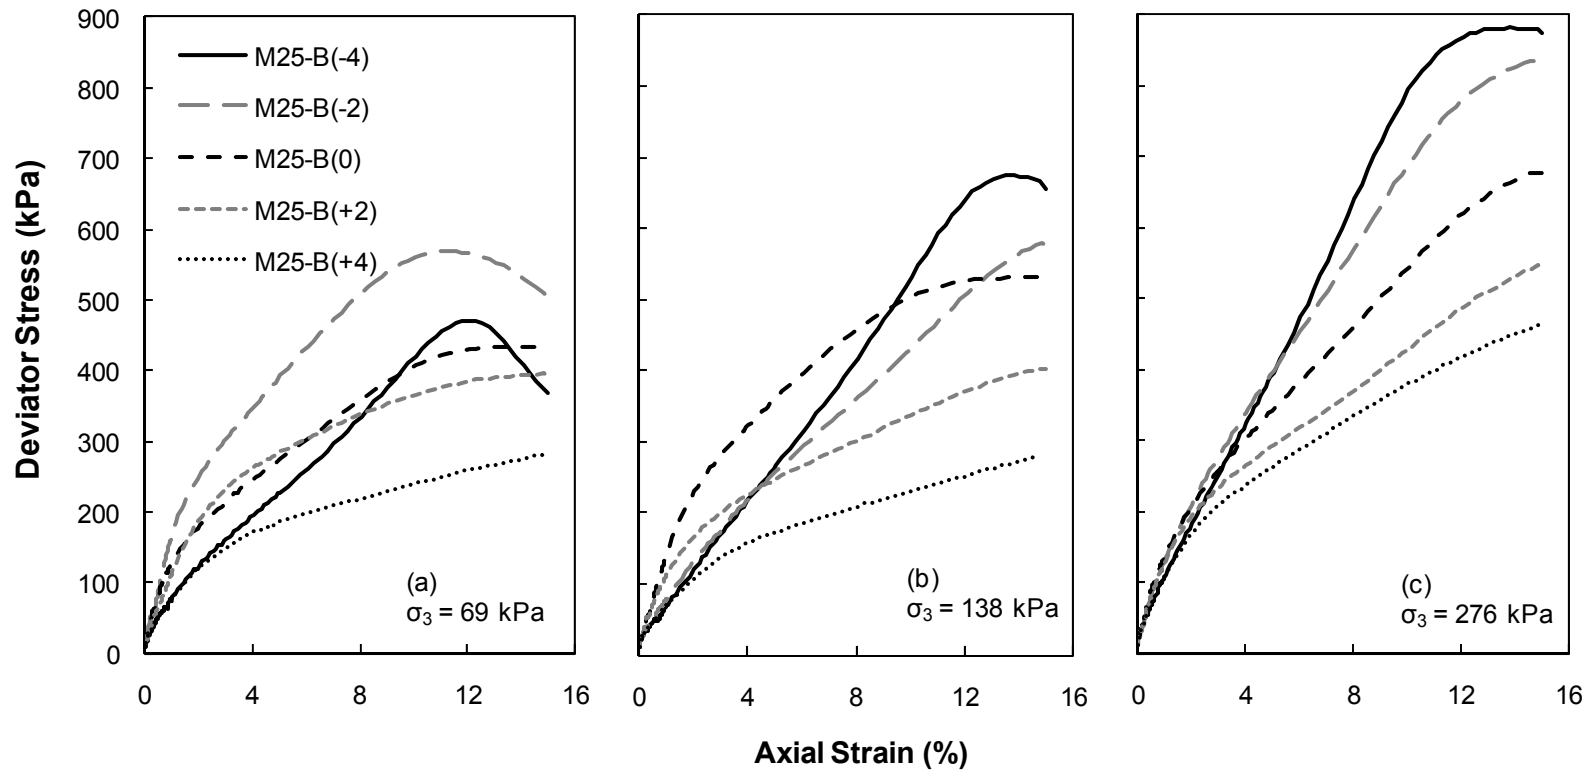 Deviator Stress (kPa)
900
800
700
600
500
400
300
200
100
0
M25-B(-4)
M25-B(-2)
M25-B(0)
M25-B(+2)
M25-B(+4)
(a)
σ3 = 69 kPa
0 4 8 12 16
(b)
σ3 = 138 kPa
0 4 8 12 16
(c)
σ3 = 276 kPa
0 4 8 12 16
Axial Strain (%)